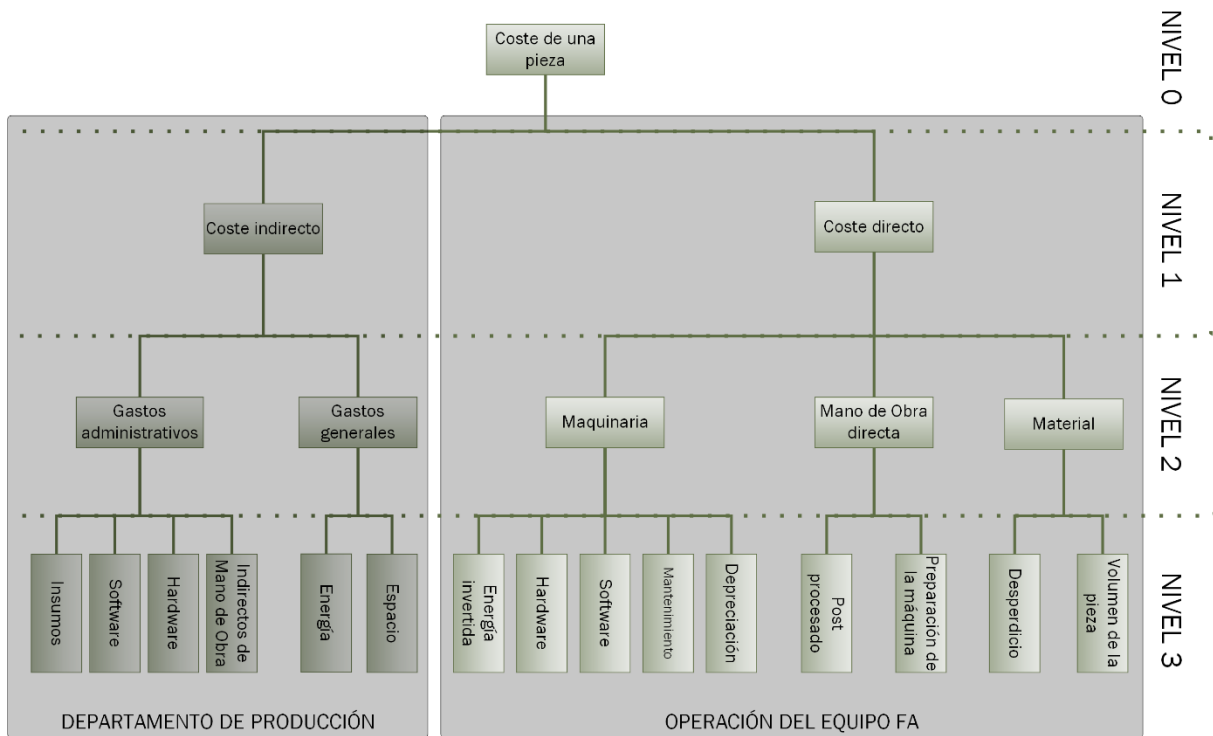 Coste de una
pieza
NIVEL 0
Coste indirecto
Coste directo
NIVEL 1
Gastos
administrativos
Gastos
generales
Maquinaria
Mano de Obra
directa
Material
NIVEL 2
Insumos
Software
Hardware
Indirectos de
Mano de Obra
Energía
Espacio
Energía
invertida
Hardware
Software
Mantenimiento
Depreciación
Post
procesado
Preparación de
la máquina
Desperdicio
Volumen de la
pieza
NIVEL 3
DEPARTAMENTO DE PRODUCCIÓN
OPERACIÓN DEL EQUIPO FA